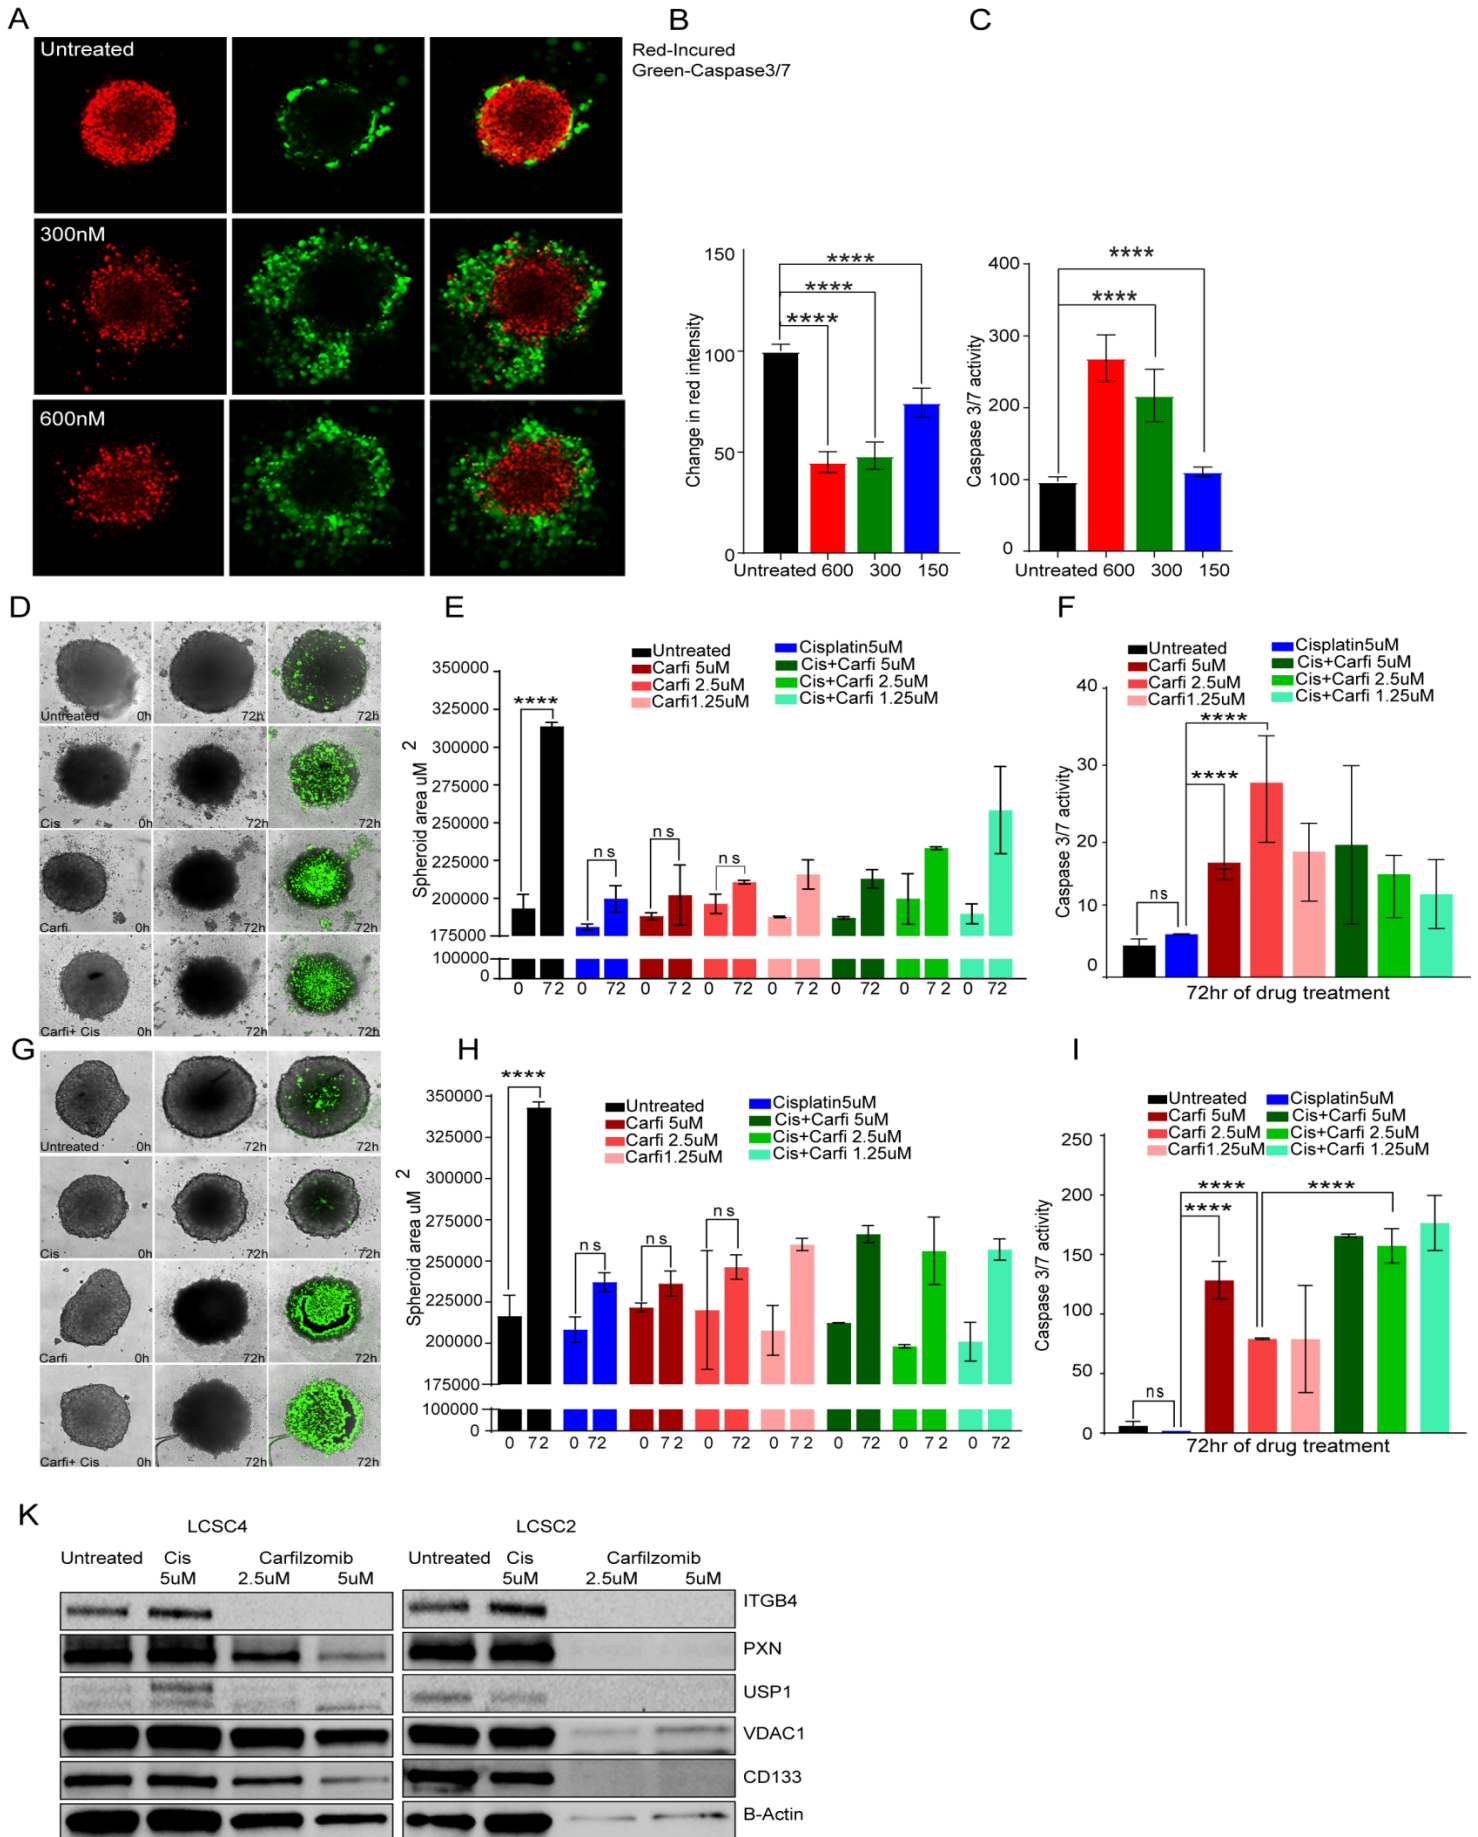 A
B
C
Untreated
Red-Incured
Green-Caspase3/7
300nM
600nM
150
100
50
0
Change in red intensity
****
****
****
Untreated 600 300 150
400
300
200
100
0
Caspase 3/7 activity
****
****
Untreated 600 300 150
D
Untreated 0h 72h 72h
Cis 0h 72h 72h
Carfi 0h 72h 72h
Carfi+ Cis 0h 72h 72h
E
Untreated
Carfi 5uM
Carfi 2.5uM
Carfi1.25uM
Cisplatin5uM
Cis+Carfi 5uM
Cis+Carfi 2.5uM
Cis+Carfi 1.25uM
350000
325000
300000
275000
250000
225000
200000
175000
100000
0
Spheroid area uM 2
****
ns
ns
ns
0 72 0 72 0 72 0 72 0 72 0 72 0 72 0 72
F
Untreated
Carfi 5uM
Carfi 2.5uM
Carfi1.25uM
Cisplatin5uM
Cis+Carfi 5uM
Cis+Carfi 2.5uM
Cis+Carfi 1.25uM
40
30
20
10
0
Caspase 3/7 activity
****
****
ns
72hr of drug treatment
G
Untreated 0h 72h 72h
Cis 0h 72h 72h
Carfi 0h 72h 72h
Carfi+ Cis 0h 72h 72h
H
Untreated
Carfi 5uM
Carfi 2.5uM
Carfi1.25uM
Cisplatin5uM
Cis+Carfi 5uM
Cis+Carfi 2.5uM
Cis+Carfi 1.25uM
350000
325000
300000
275000
250000
225000
200000
175000
100000
0
Spheroid area uM 2
****
ns
ns
ns
0 72 0 72 0 72 0 72 0 72 0 72 0 72 0 72
I
Untreated
Carfi 5uM
Carfi 2.5uM
Carfi1.25uM
Cisplatin5uM
Cis+Carfi 5uM
Cis+Carfi 2.5uM
Cis+Carfi 1.25uM
250
200
150
100
50
0
Caspase 3/7 activity
**** ****
****
ns
72hr of drug treatment
K
LCSC4 LCSC2
Untreated Cis Carfilzomib Untreated Cis Carfilzomib
5uM 2.5uM 5uM 5uM 2.5uM 5uM
ITGB4
PXN
USP1
VDAC1
CD133
B-Actin